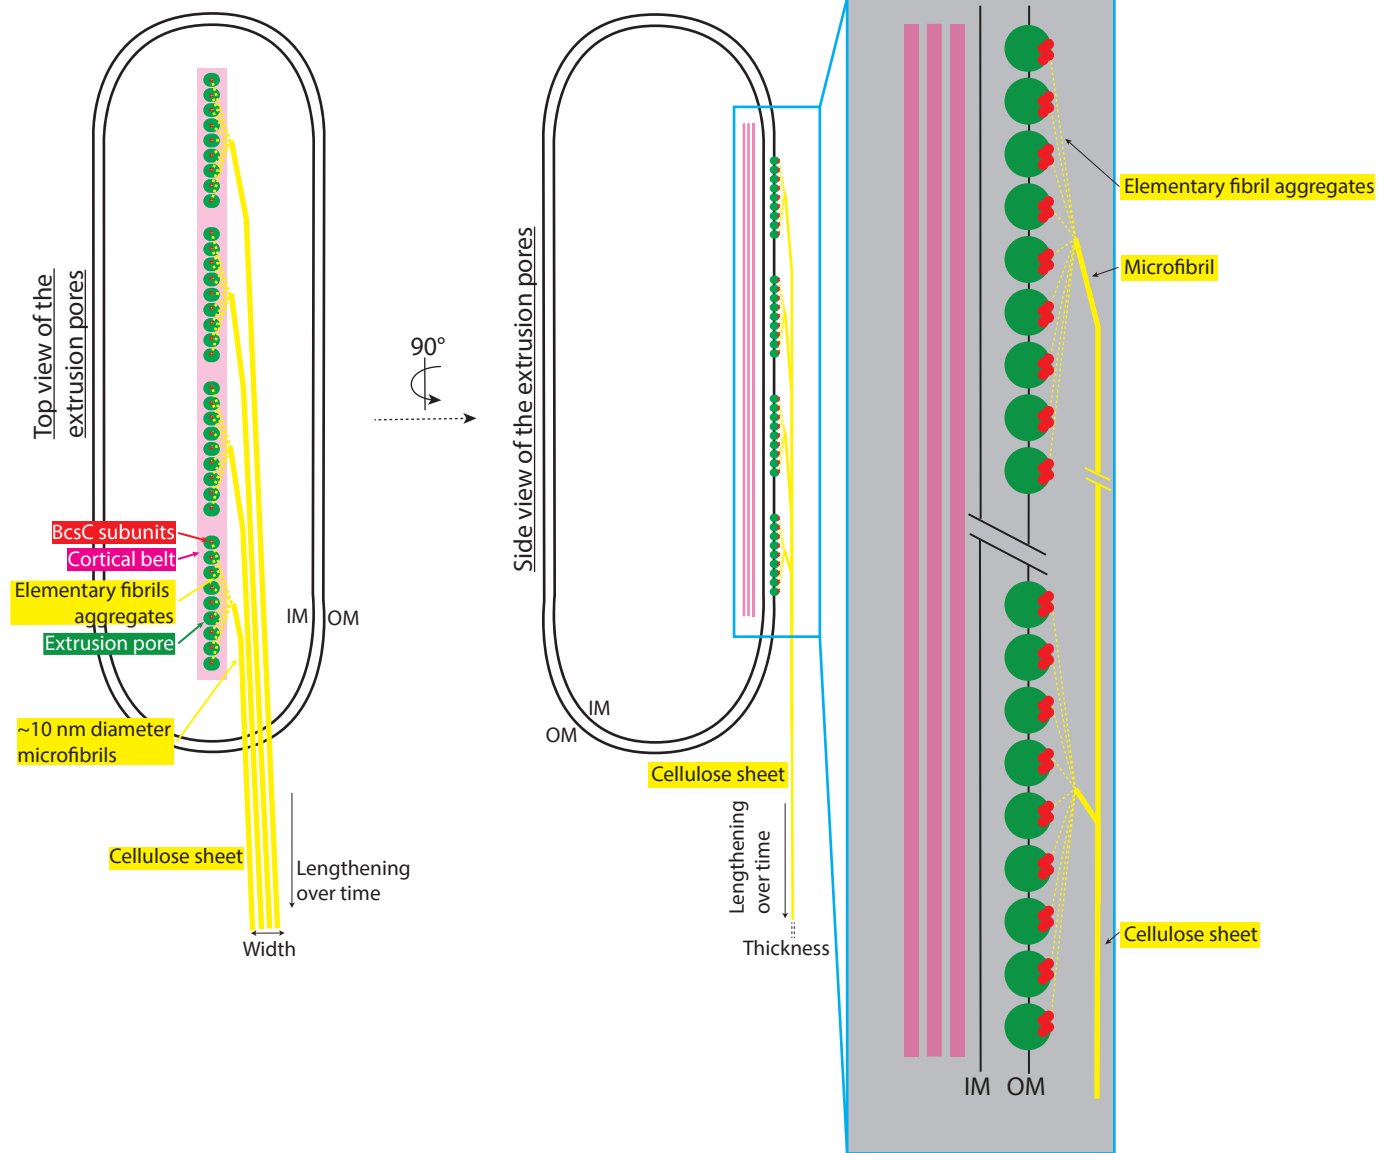 Top view of the
extrusion pores
BcsC subunits
Cortical belt
Elementary fibrils
aggregates
Extrusion pore
~10 nm diameter
microfibrils
IM
OM
Cellulose sheet
Lengthening
over time
Width
90°
Side view of the extrusion pores
IM
OM
Cellulose sheet
Lengthening
over time
Thickness
Elementary fibril aggregates
Microfibril
Cellulose sheet
IM
OM